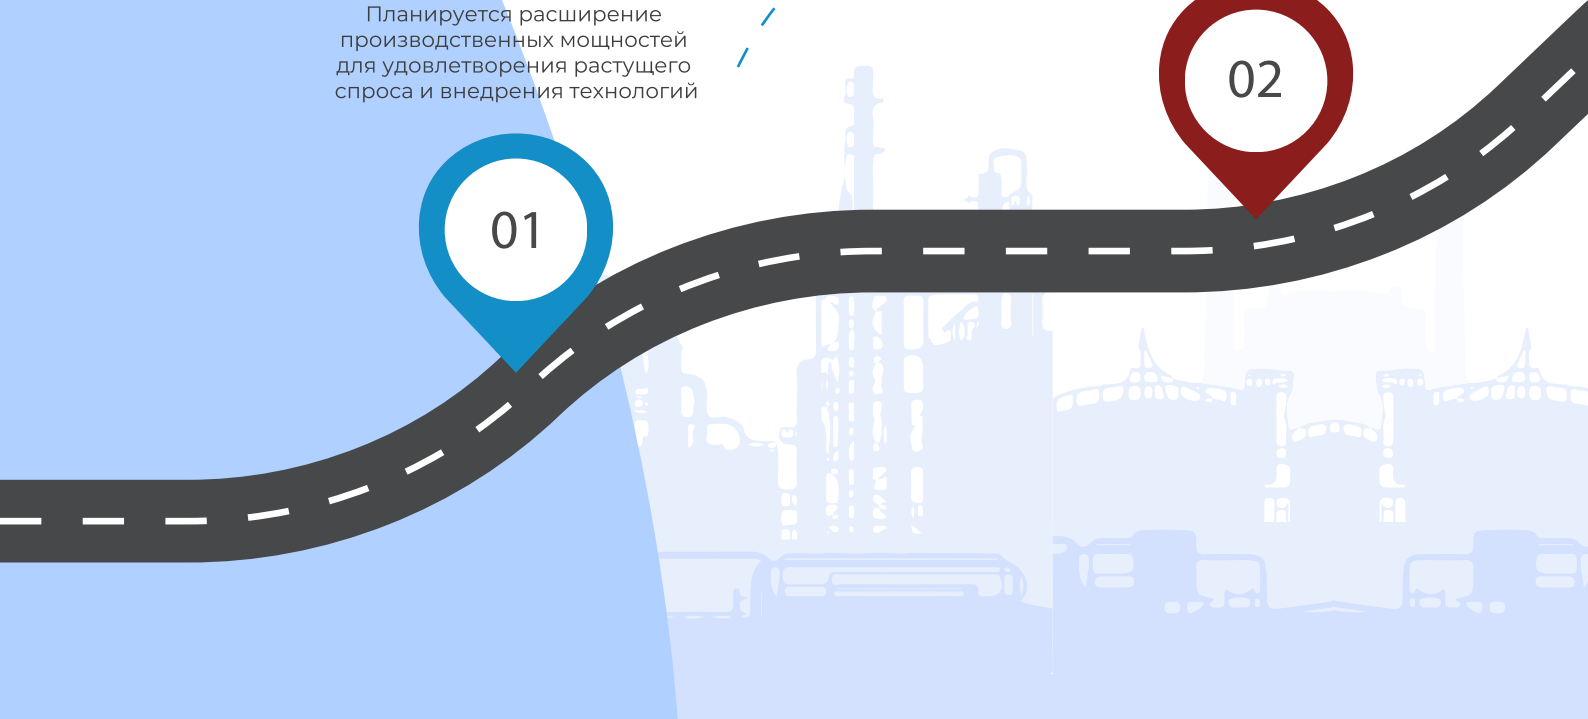 Планируется расширение
производственных мощностей
для удовлетворения растущего
спроса и внедрения технологий
01
02